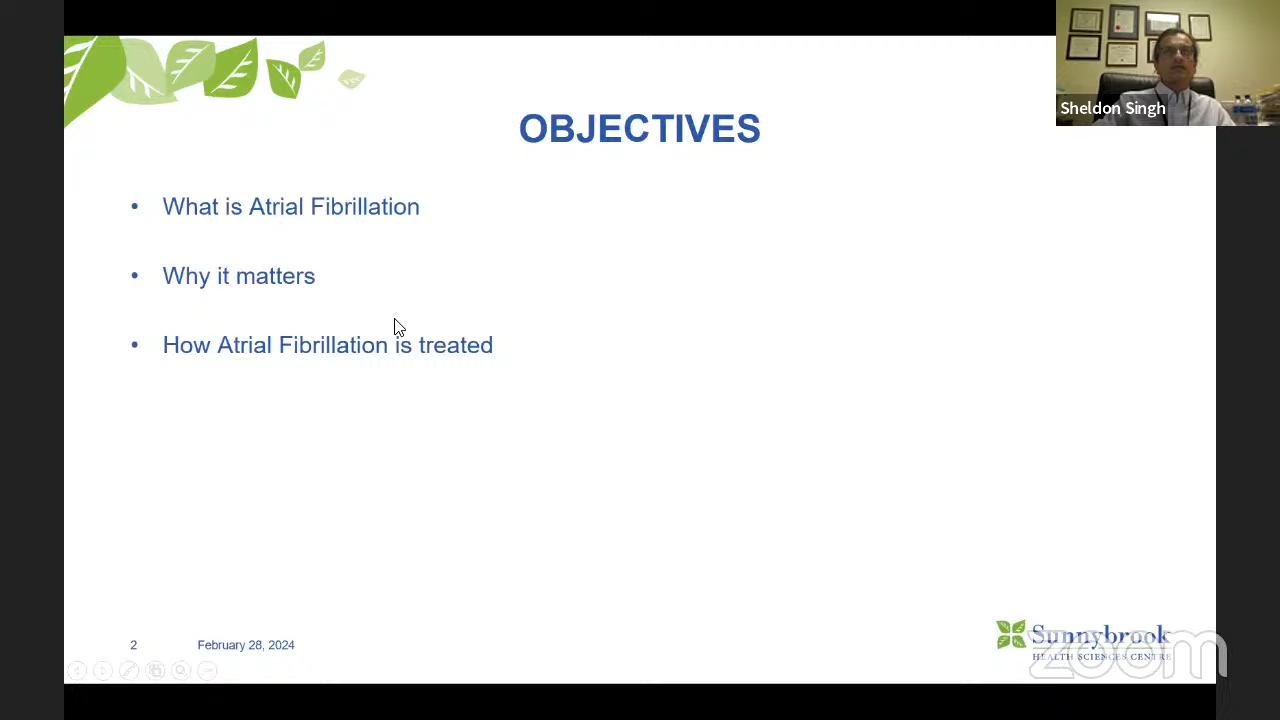 Sheldon Singh
OBJECTIVES
• What is Atrial Fibrillation
• Why it matters
• How Atrial Fibrillation is treated
2 February 28, 2024
Sunnybrook
HEALTH SCIENCES CENTRE
zoom